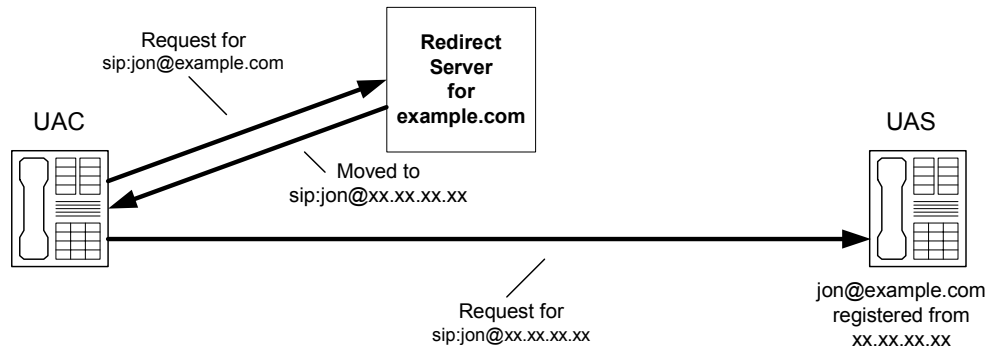 Request for
sip:jon@example.com
Redirect
Server
for
example.com
UAC
UAS
Moved to
sip:jon@xx.xx.xx.xx
Request for
sip:jon@xx.xx.xx.xx
jon@example.com
registered from
xx.xx.xx.xx